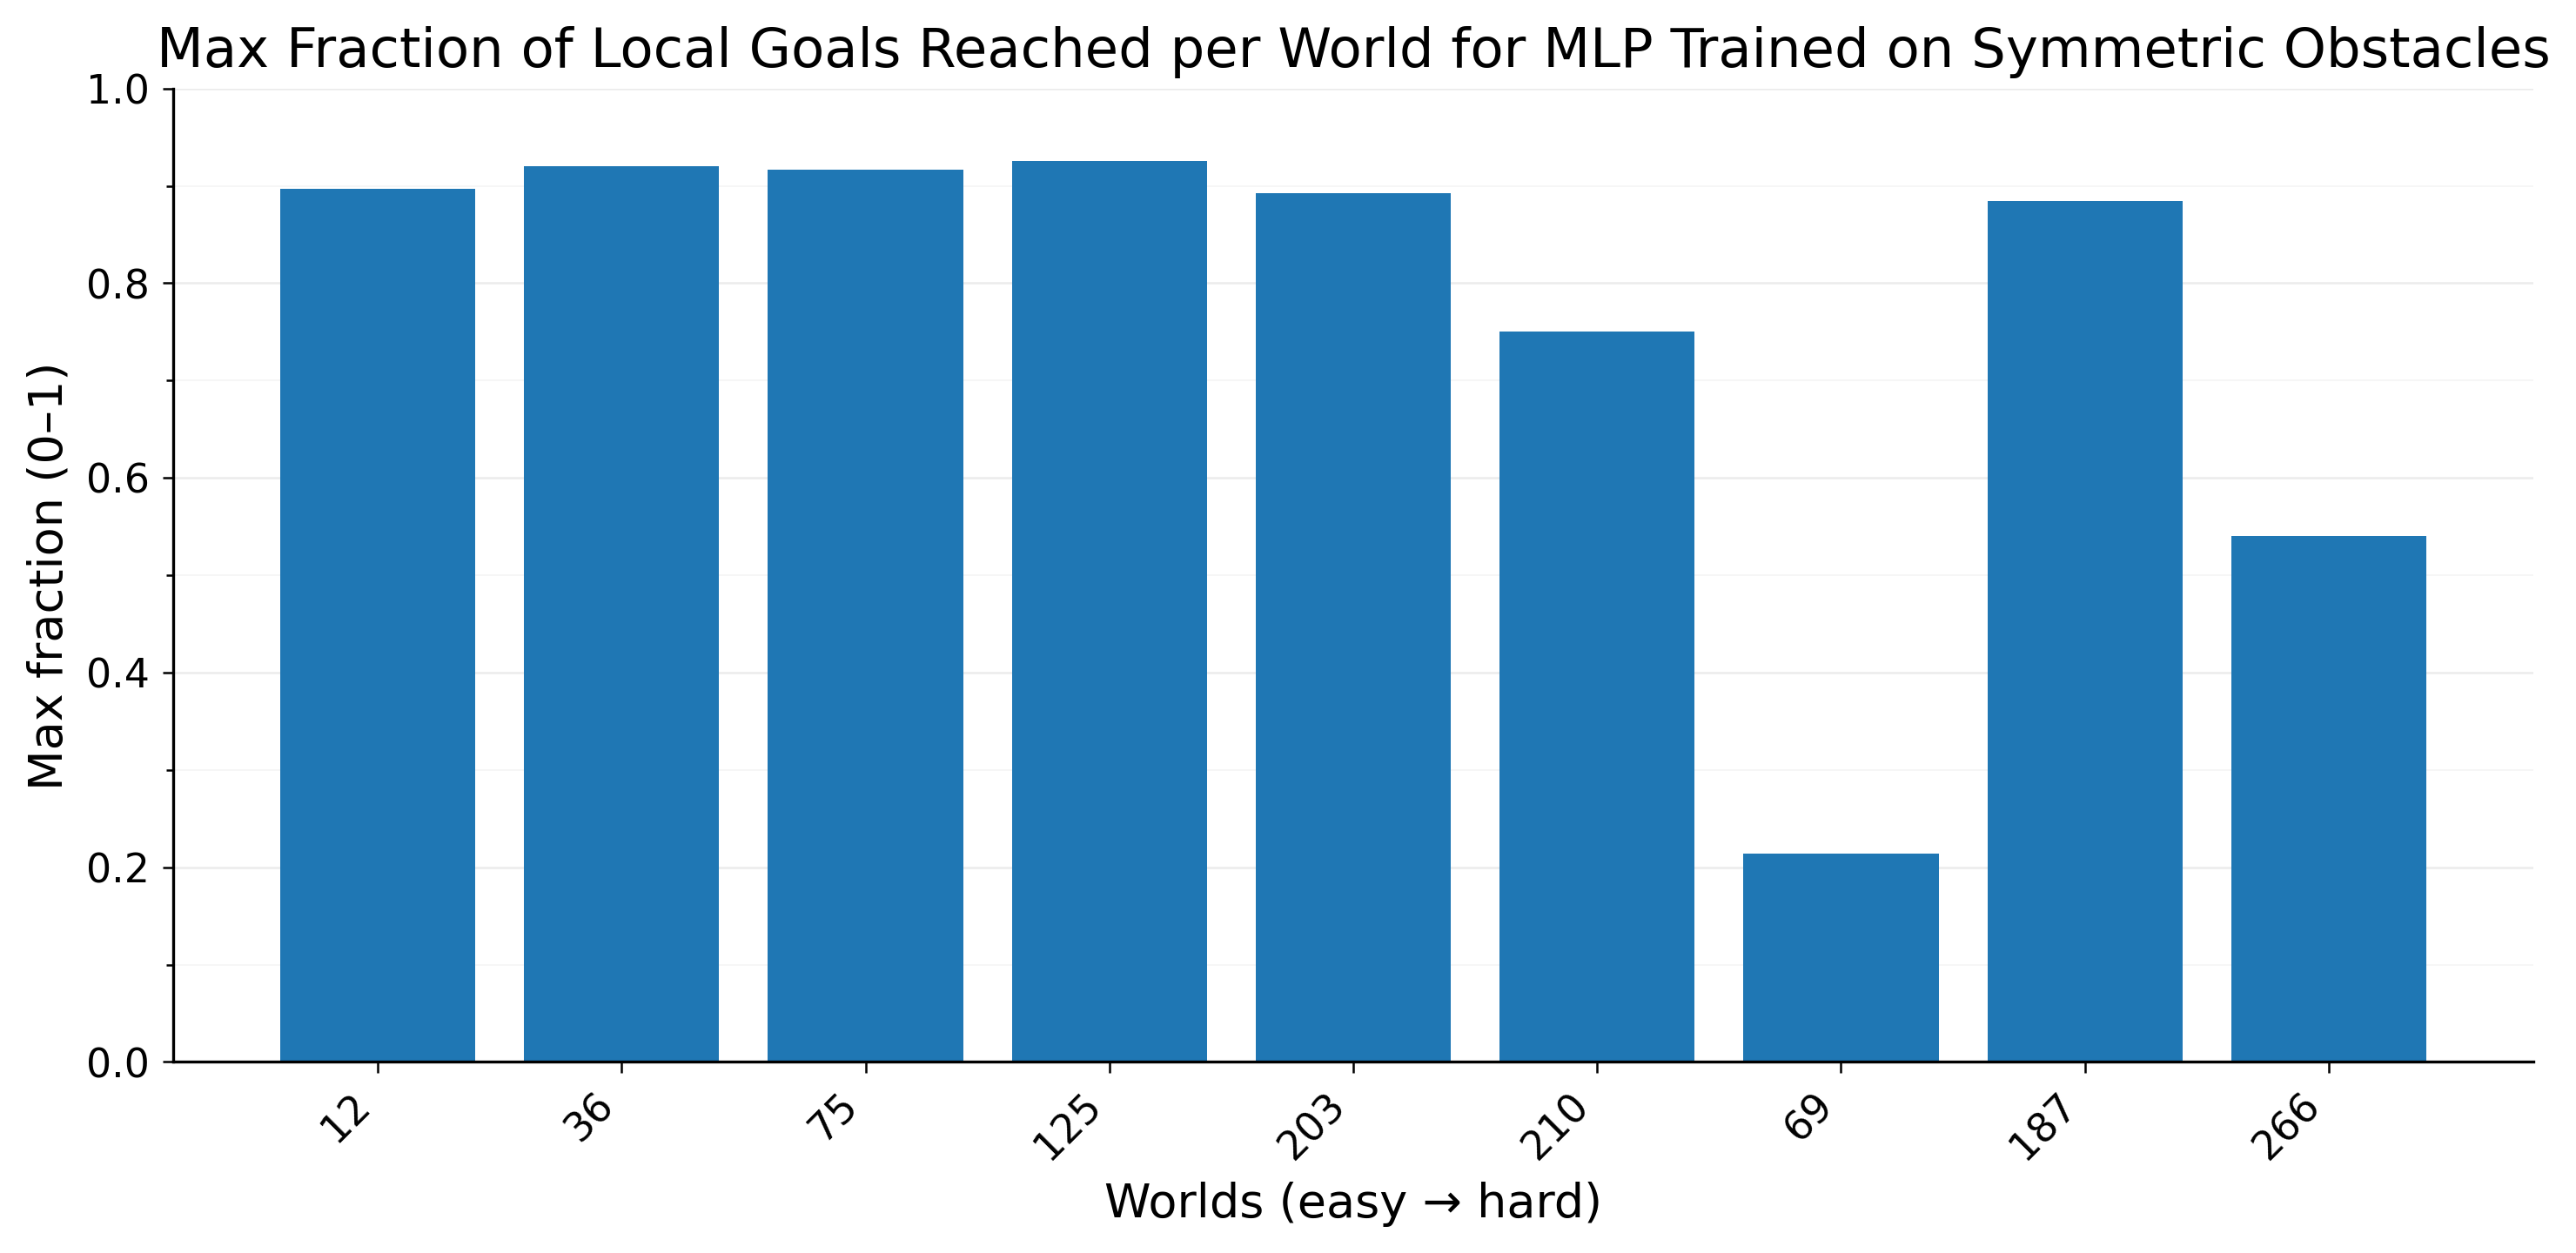 Max Fraction of Local Goals Reached per World for MLP Trained on Symmetric Obstacles
Max fraction (0–1)
1.0
0.8
0.6
0.4
0.2
0.0
12 36 75 125 203 210 69 187 266
Worlds (easy → hard)